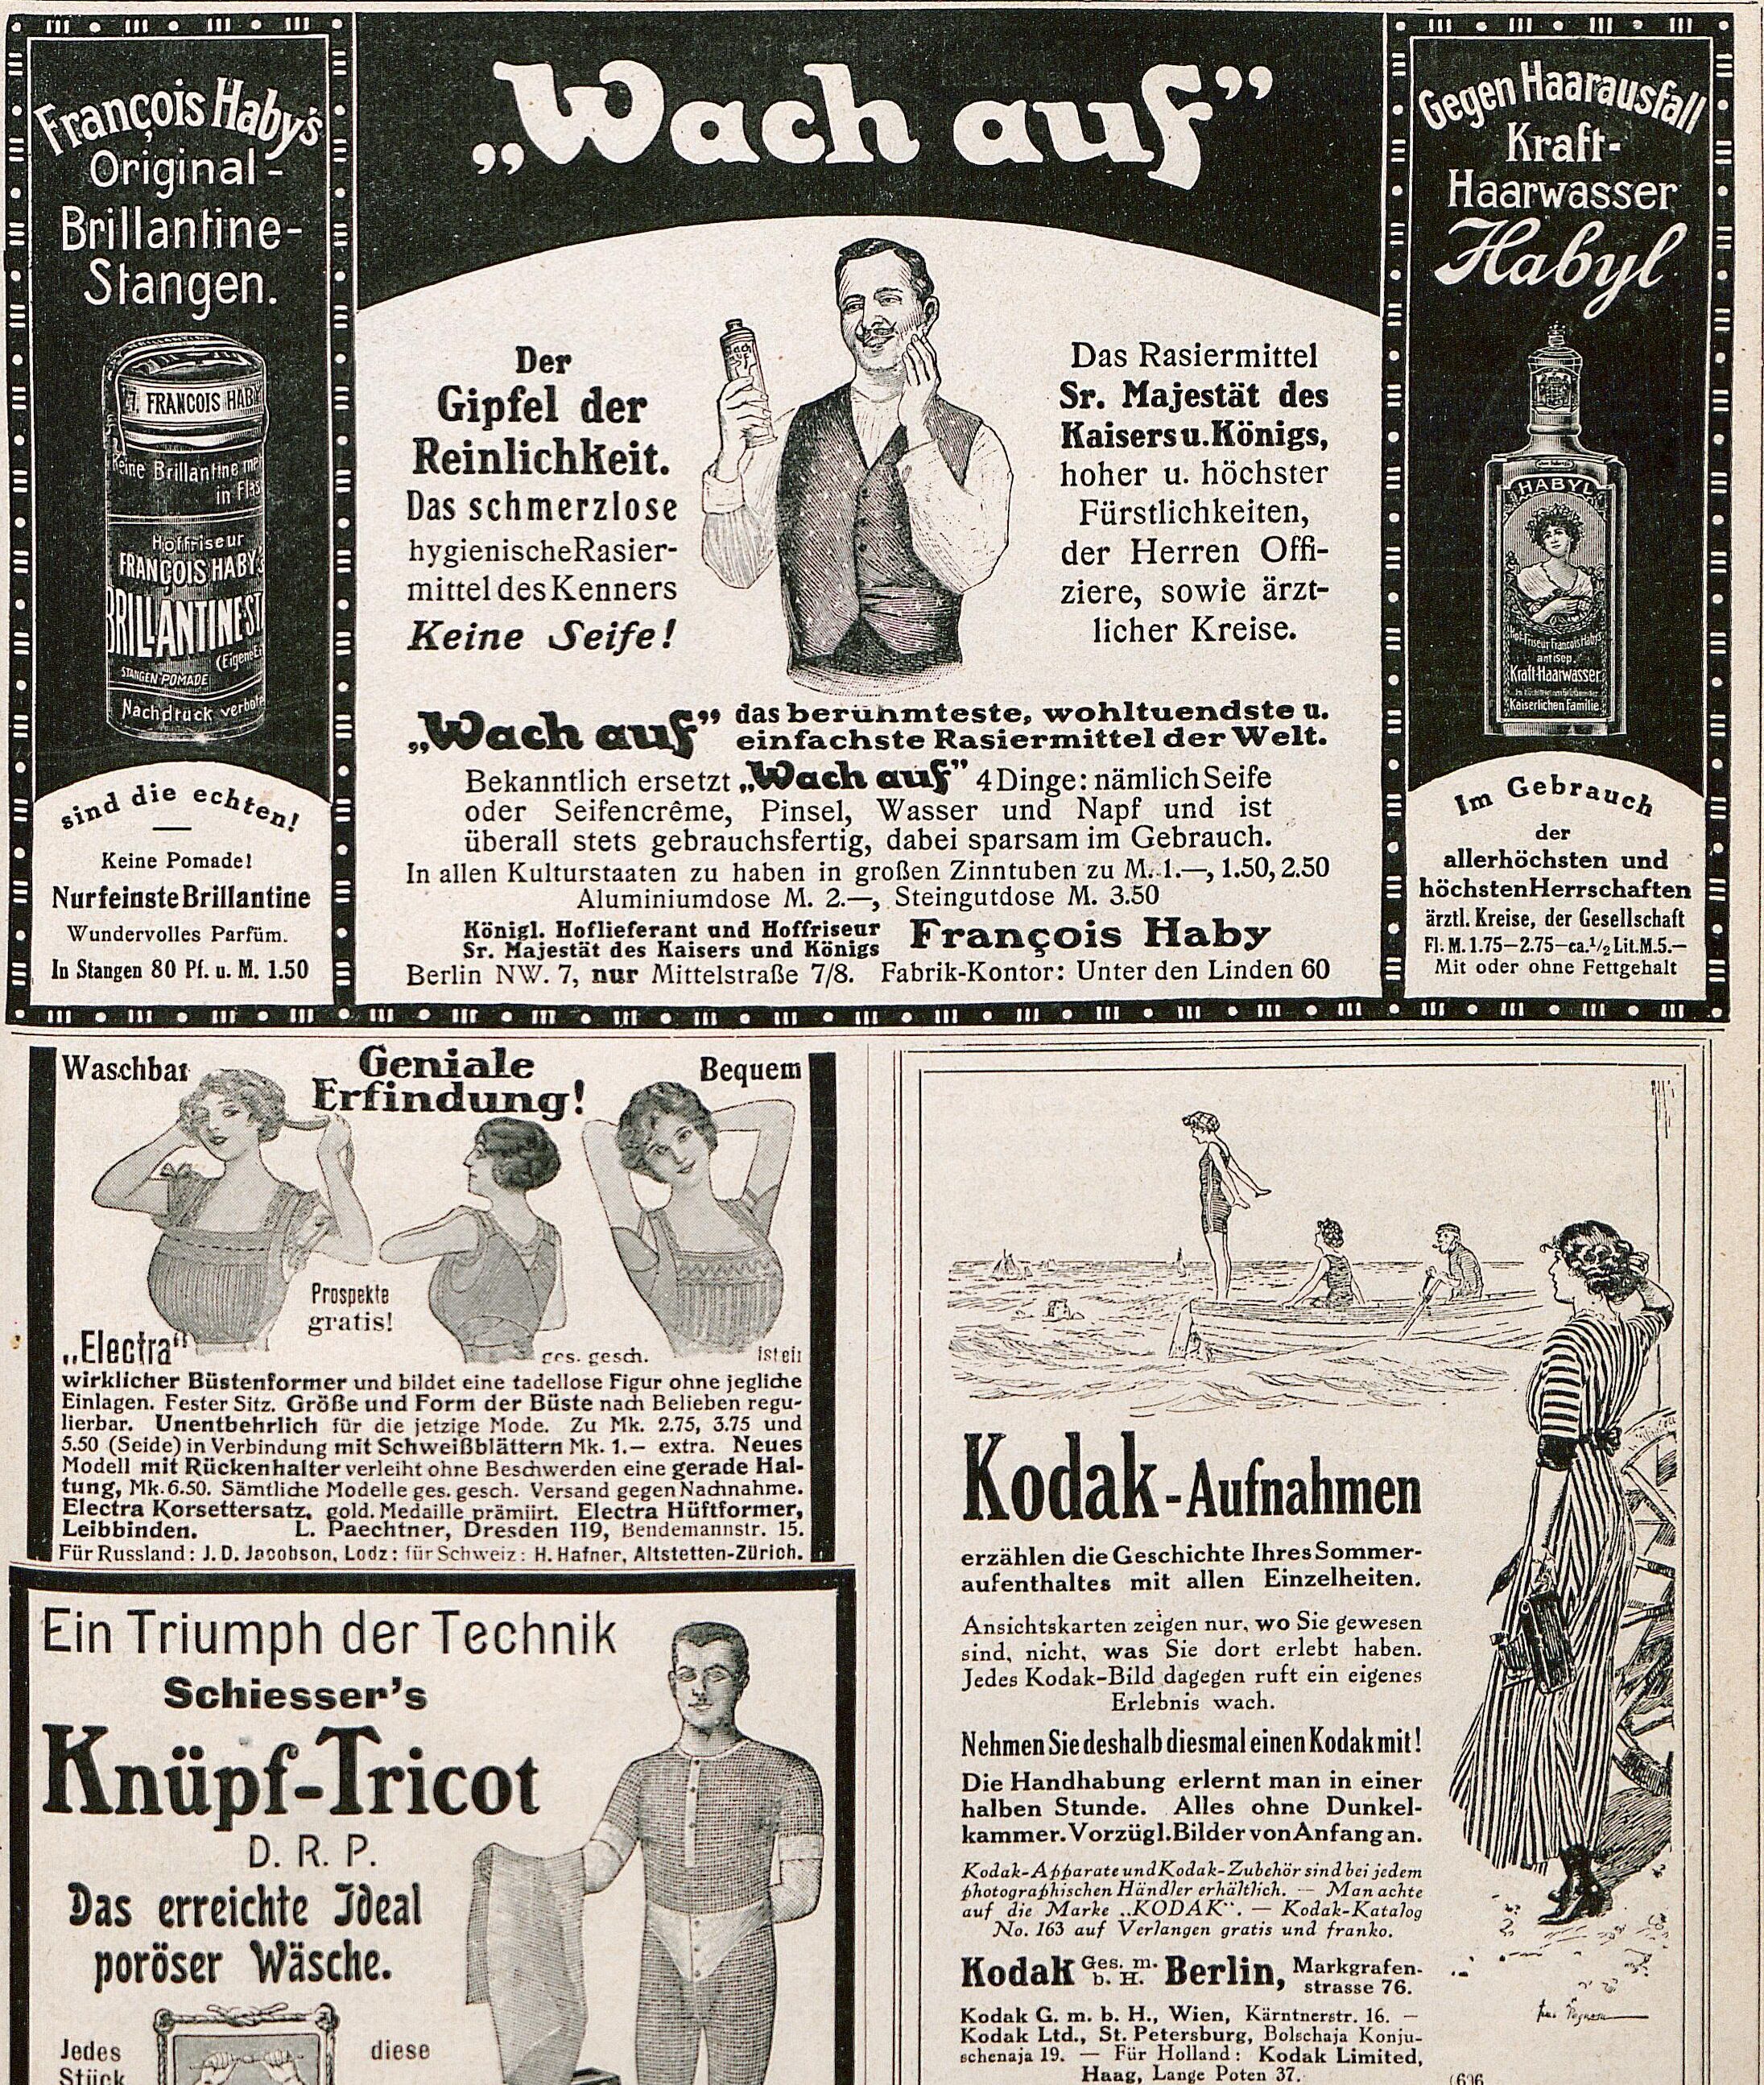 François Haby's
Original-
Brillantine-
Stangen.
F. FRANCOIS HABY
Keine Brillantine
in
Hoffriseur
FRANÇOIS HABY'S
BRILLANTINE-ST
(Eigene
STANGEN POMADE
Nachdruck verboten
sind die echten!
Keine Pomade!
Nur feinste Brillantine
Wundervolles Parfüm.
In Stangen 80 Pf. u. M. 1.50
„Wach auf”
Der
Gipfel der
Reinlichkeit.
Das schmerzlose
hygienische Rasier-
mittel des Kenners
Keine Seife!
Wach auf
Das Rasiermittel
Sr. Majestät des
Kaisers u. Königs,
hoher u. höchster
Fürstlichkeiten,
der Herren Offi-
ziere, sowie ärzt-
licher Kreise.
„Wach auf” das berühmteste, wohltuendste u.
einfachste Rasiermittel der Welt.
Bekanntlich ersetzt „Wach auf” 4 Dinge: nämlich Seife
oder Seifencrême, Pinsel, Wasser und Napf und ist
überall stets gebrauchsfertig, dabei sparsam im Gebrauch.
In allen Kulturstaaten zu haben in großen Zinntuben zu M. 1.—, 1.50, 2.50
Aluminiumdose M. 2.—, Steingutdose M. 3.50
Königl. Hoflieferant und Hoffriseur
Sr. Majestät des Kaisers und Königs François Haby
Berlin NW. 7, nur Mittelstraße 7/8. Fabrik-Kontor: Unter den Linden 60
Gegen Haarausfall
Kraft-
Haarwasser
Habyl
HABYL
Hof-Friseur François Haby's
antisep.
Kraft-Haarwasser
Kaiserlichen Familie.
Im Gebrauch
der
allerhöchsten und
höchsten Herrschaften
ärztl. Kreise, der Gesellschaft
Fl. M. 1.75—2.75—ca. 1/2 Lit. M. 5.—
Mit oder ohne Fettgehalt
Waschbar
Geniale
Erfindung!
Bequem
Prospekte
gratis!
„Electra“ ges. gesch. ist ein
wirklicher Büstenformer und bildet eine tadellose Figur ohne jegliche
Einlagen. Fester Sitz. Größe und Form der Büste nach Belieben regu-
lierbar. Unentbehrlich für die jetzige Mode. Zu Mk. 2.75, 3.75 und
5.50 (Seide) in Verbindung mit Schweißblättern Mk. 1.— extra. Neues
Modell mit Rückenhalter verleiht ohne Beschwerden eine gerade Hal-
tung, Mk. 6.50. Sämtliche Modelle ges. gesch. Versand gegen Nachnahme.
Electra Korsettersatz, gold. Medaille prämiirt. Electra Hüftformer,
Leibbinden. L. Paechtner, Dresden 119, Bendemannstr. 15.
Für Russland: J. D. Jacobson, Lodz: für Schweiz: H. Hafner, Altstetten-Zürich.
Ein Triumph der Technik
Schiesser's
Knüpf-Tricot
D. R. P.
Das erreichte Ideal
poröser Wäsche.
Jedes diese
Stück
Kodak-Aufnahmen
erzählen die Geschichte Ihres Sommer-
aufenthaltes mit allen Einzelheiten.
Ansichtskarten zeigen nur, wo Sie gewesen
sind, nicht, was Sie dort erlebt haben.
Jedes Kodak-Bild dagegen ruft ein eigenes
Erlebnis wach.
Nehmen Sie deshalb diesmal einen Kodak mit!
Die Handhabung erlernt man in einer
halben Stunde. Alles ohne Dunkel-
kammer. Vorzügl. Bilder von Anfang an.
Kodak-Apparate und Kodak-Zubehör sind bei jedem
photographischen Händler erhältlich. — Man achte
auf die Marke „KODAK“. — Kodak-Katalog
No. 163 auf Verlangen gratis und franko.
Kodak Ges. m. b. H. Berlin, Markgrafen-
strasse 76.
Kodak G. m. b. H., Wien, Kärntnerstr. 16. —
Kodak Ltd., St. Petersburg, Bolschaja Konju-
schenaja 19. — Für Holland: Kodak Limited,
Haag, Lange Poten 37.
(606